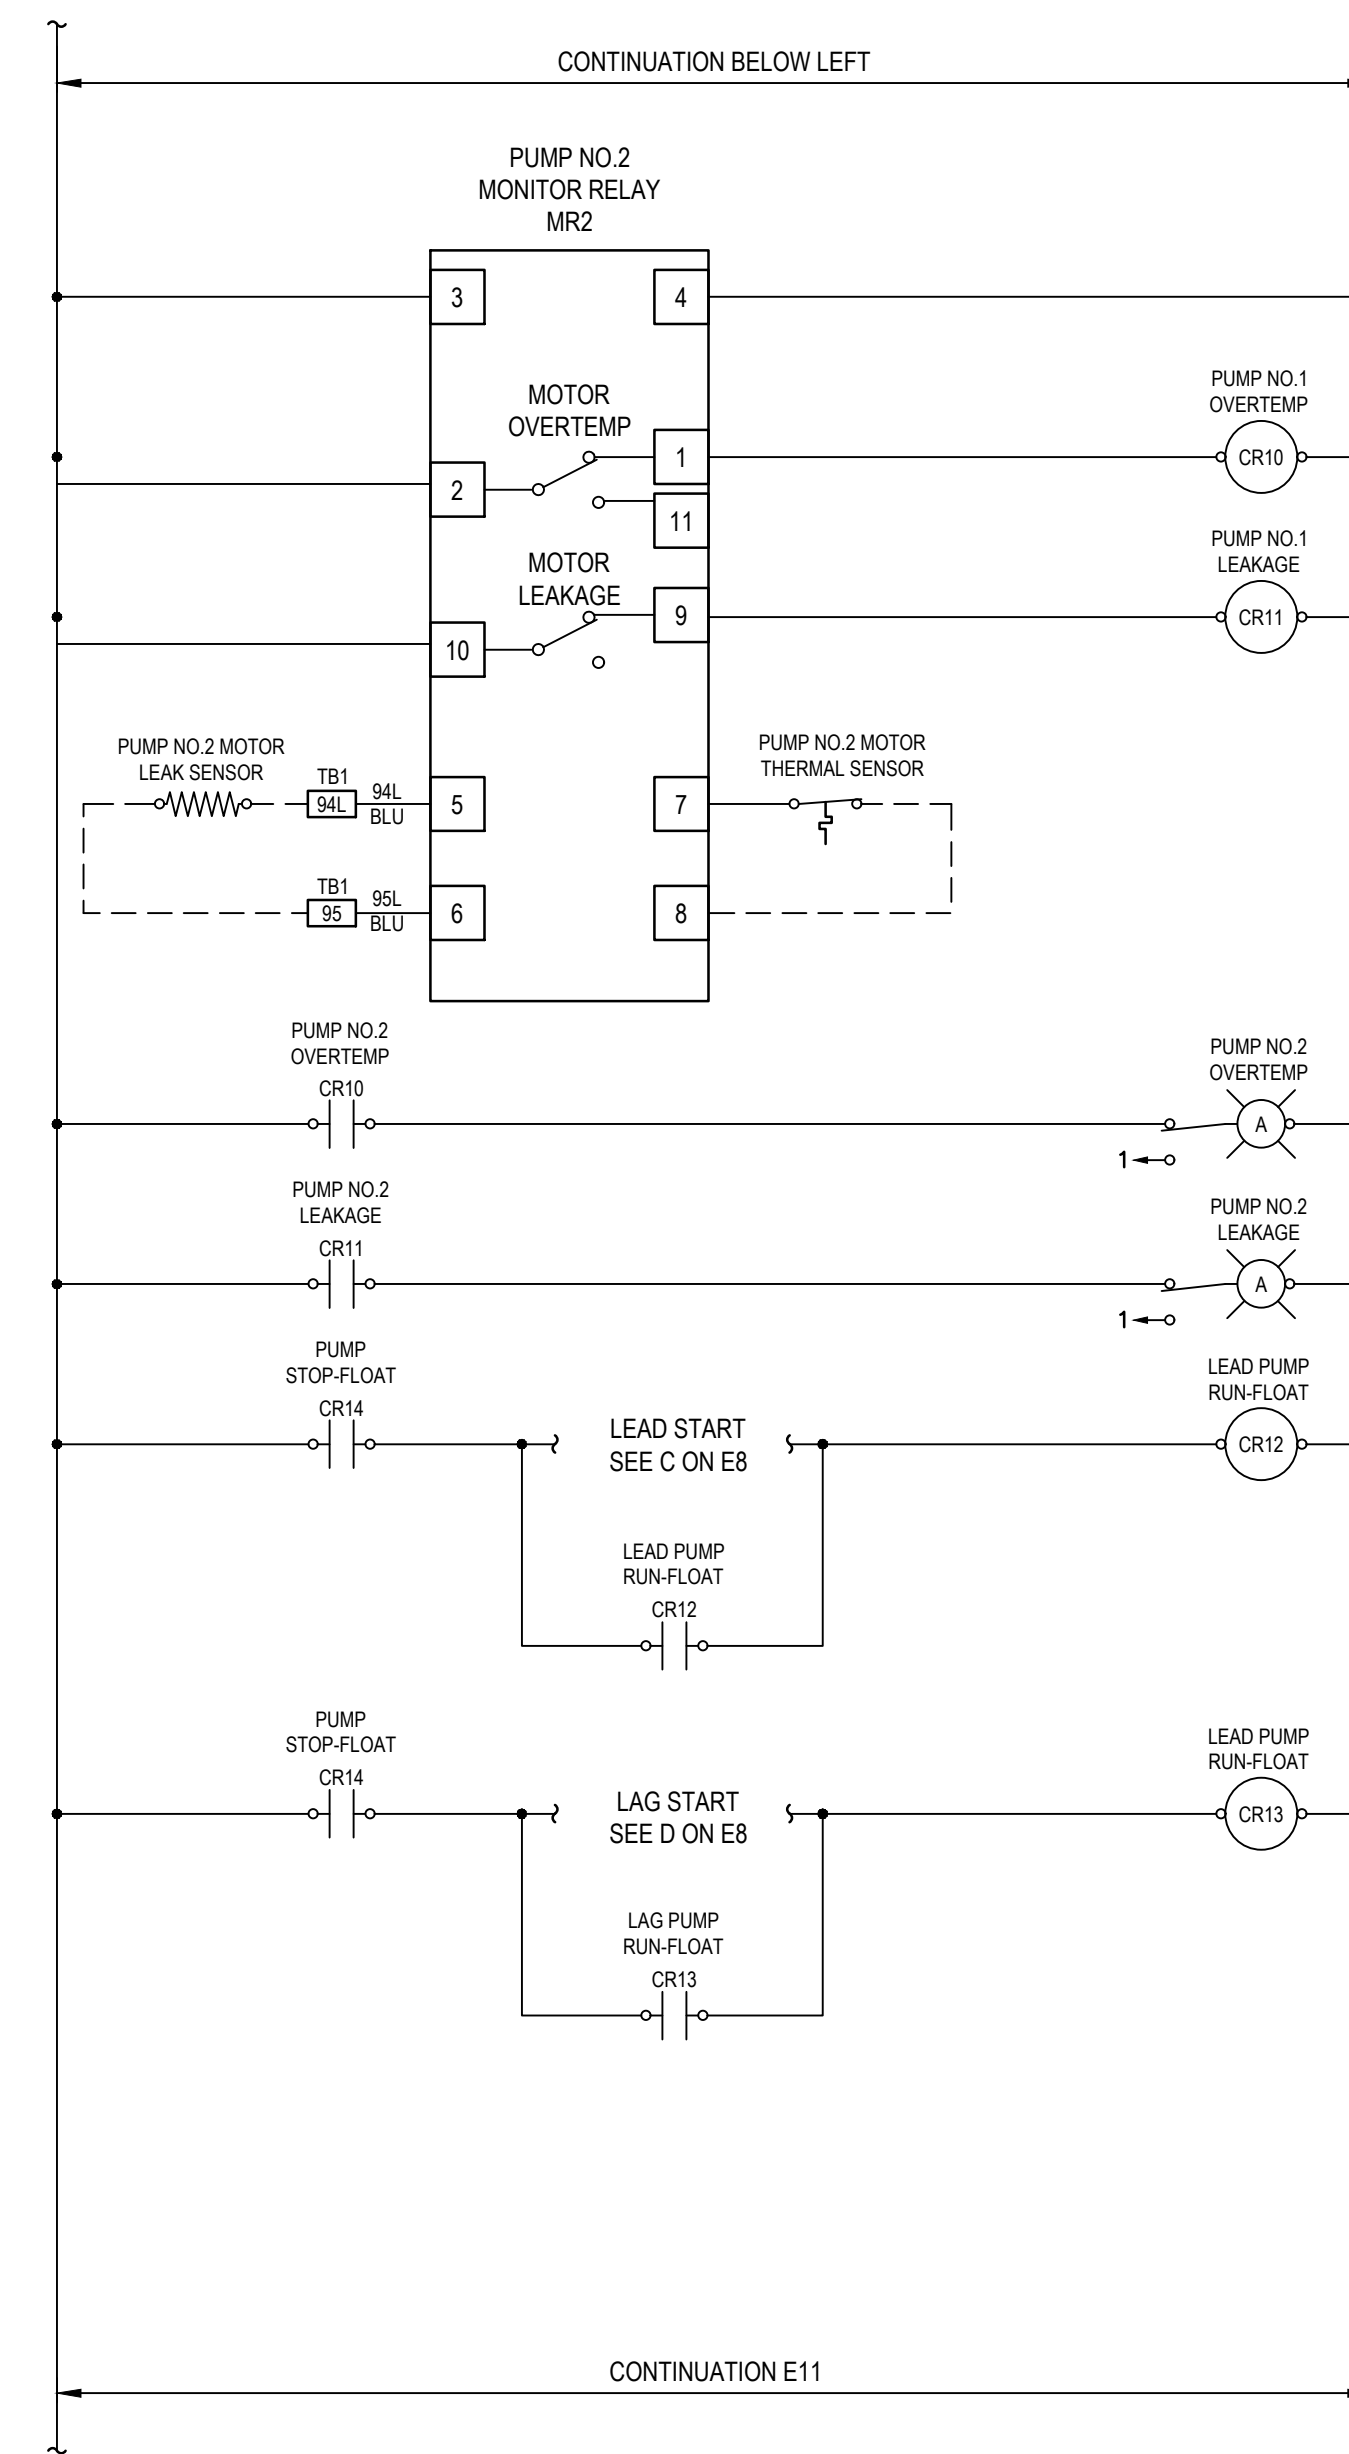 CONTINUATION BELOW LEFT
PUMP NO.2
MONITOR RELAY
MR2
3
4
MOTOR
OVERTEMP
1
2
11
PUMP NO.1
OVERTEMP
CR10
MOTOR
LEAKAGE
9
10
PUMP NO.1
LEAKAGE
CR11
PUMP NO.2 MOTOR
LEAK SENSOR
TB1
94L
94L
BLU
5
7
PUMP NO.2 MOTOR
THERMAL SENSOR
TB1
95
95L
BLU
6
8
PUMP NO.2
OVERTEMP
CR10
PUMP NO.2
OVERTEMP
A
1
PUMP NO.2
LEAKAGE
CR11
PUMP NO.2
LEAKAGE
A
1
PUMP
STOP-FLOAT
CR14
LEAD START
SEE C ON E8
LEAD PUMP
RUN-FLOAT
CR12
LEAD PUMP
RUN-FLOAT
CR12
PUMP
STOP-FLOAT
CR14
LAG START
SEE D ON E8
LEAD PUMP
RUN-FLOAT
CR13
LAG PUMP
RUN-FLOAT
CR13
CONTINUATION E11